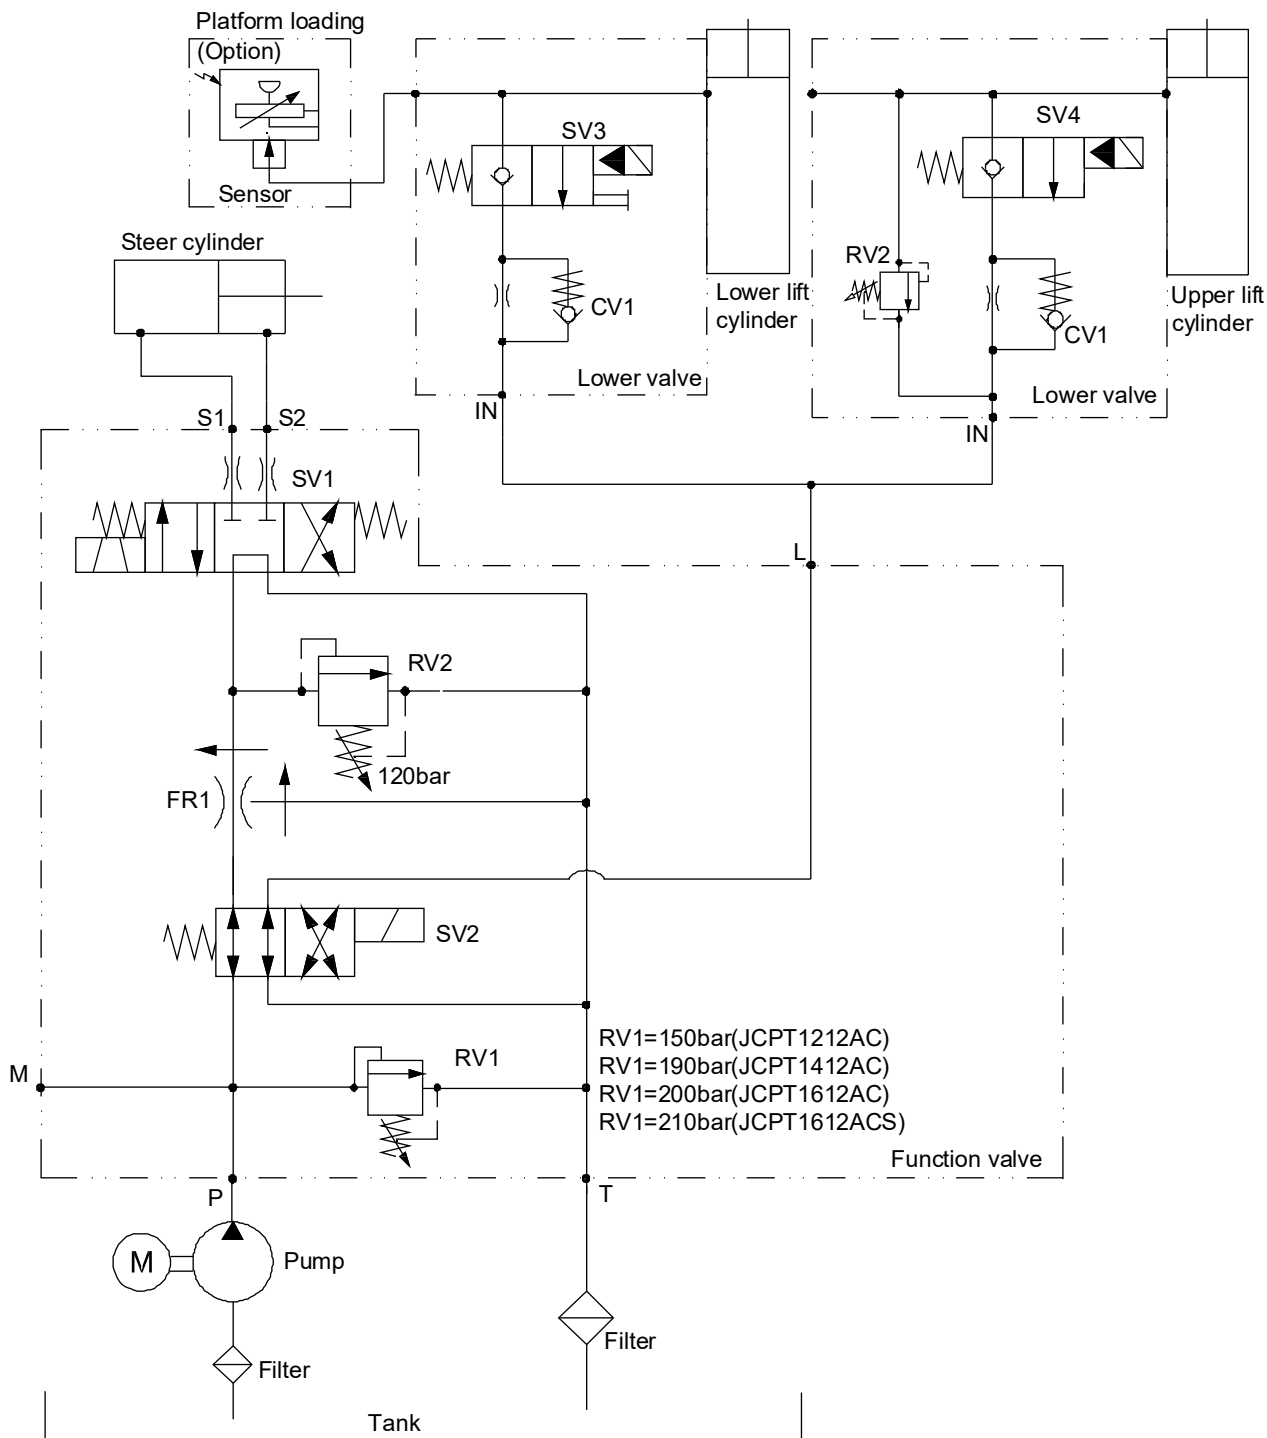 Platform loading
(Option)
Sensor
SV3
SV4
Steer cylinder
CV1
RV2
CV1
Lower lift
cylinder
Upper lift
cylinder
Lower valve
Lower valve
IN
IN
S1
S2
SV1
L
RV2
120bar
FR1
SV2
RV1=150bar(JCPT1212AC)
RV1=190bar(JCPT1412AC)
RV1=200bar(JCPT1612AC)
RV1=210bar(JCPT1612ACS)
RV1
M
Function valve
P
T
M
Pump
Filter
Filter
Tank